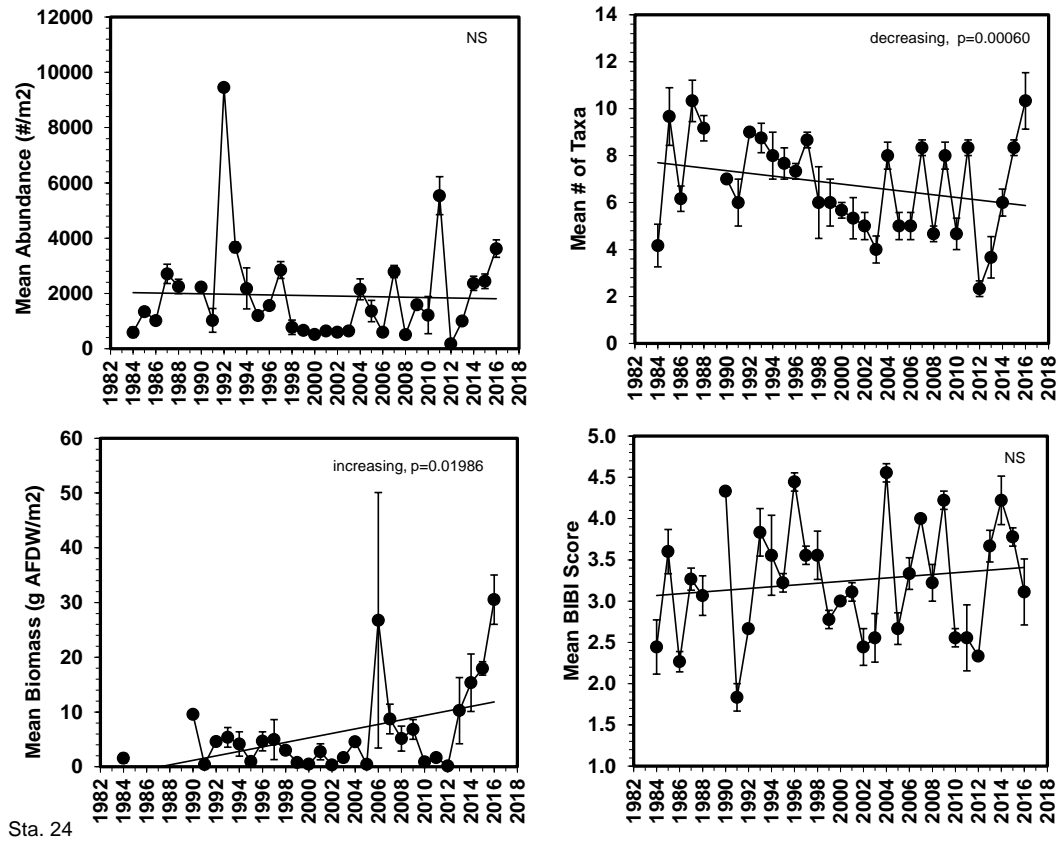 12000
10000
8000
6000
4000
2000
0
Mean Abundance (#/m2)
NS
1982 1984 1986 1988 1990 1992 1994 1996 1998 2000 2002 2004 2006 2008 2010 2012 2014 2016 2018
14
12
10
8
6
4
2
0
Mean # of Taxa
decreasing, p=0.00060
1982 1984 1986 1988 1990 1992 1994 1996 1998 2000 2002 2004 2006 2008 2010 2012 2014 2016 2018
60
50
40
30
20
10
0
Mean Biomass (g AFDW/m2)
increasing, p=0.01986
1982 1984 1986 1988 1990 1992 1994 1996 1998 2000 2002 2004 2006 2008 2010 2012 2014 2016 2018
5.0
4.5
4.0
3.5
3.0
2.5
2.0
1.5
1.0
Mean BIBI Score
NS
1982 1984 1986 1988 1990 1992 1994 1996 1998 2000 2002 2004 2006 2008 2010 2012 2014 2016 2018
Sta. 24